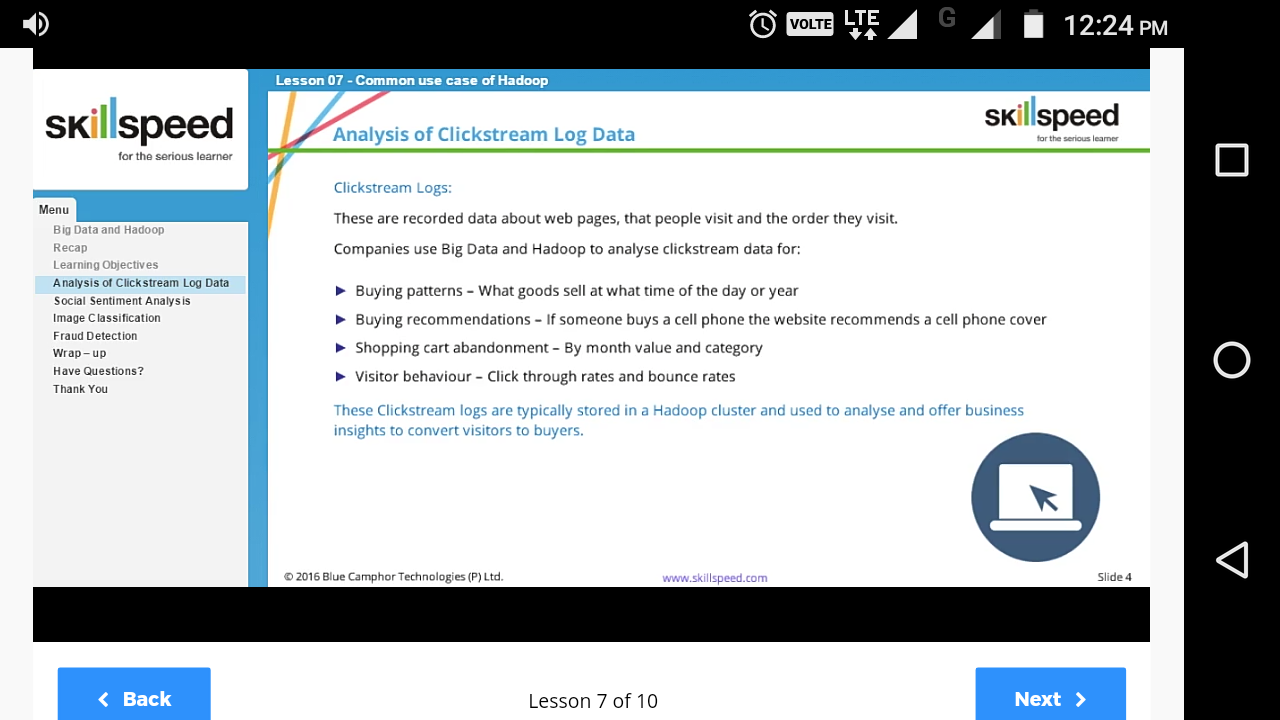 VOLTE LTE G 12:24 PM
skillspeed
for the serious learner
Menu
Big Data and Hadoop
Recap
Learning Objectives
Analysis of Clickstream Log Data
Social Sentiment Analysis
Image Classification
Fraud Detection
Wrap – up
Have Questions?
Thank You
Lesson 07 - Common use case of Hadoop
Analysis of Clickstream Log Data
skillspeed
for the serious learner
Clickstream Logs:
These are recorded data about web pages, that people visit and the order they visit.
Companies use Big Data and Hadoop to analyse clickstream data for:
Buying patterns – What goods sell at what time of the day or year
Buying recommendations – If someone buys a cell phone the website recommends a cell phone cover
Shopping cart abandonment – By month value and category
Visitor behaviour – Click through rates and bounce rates
These Clickstream logs are typically stored in a Hadoop cluster and used to analyse and offer business
insights to convert visitors to buyers.
© 2016 Blue Camphor Technologies (P) Ltd. www.skillspeed.com Slide 4
Back Lesson 7 of 10 Next